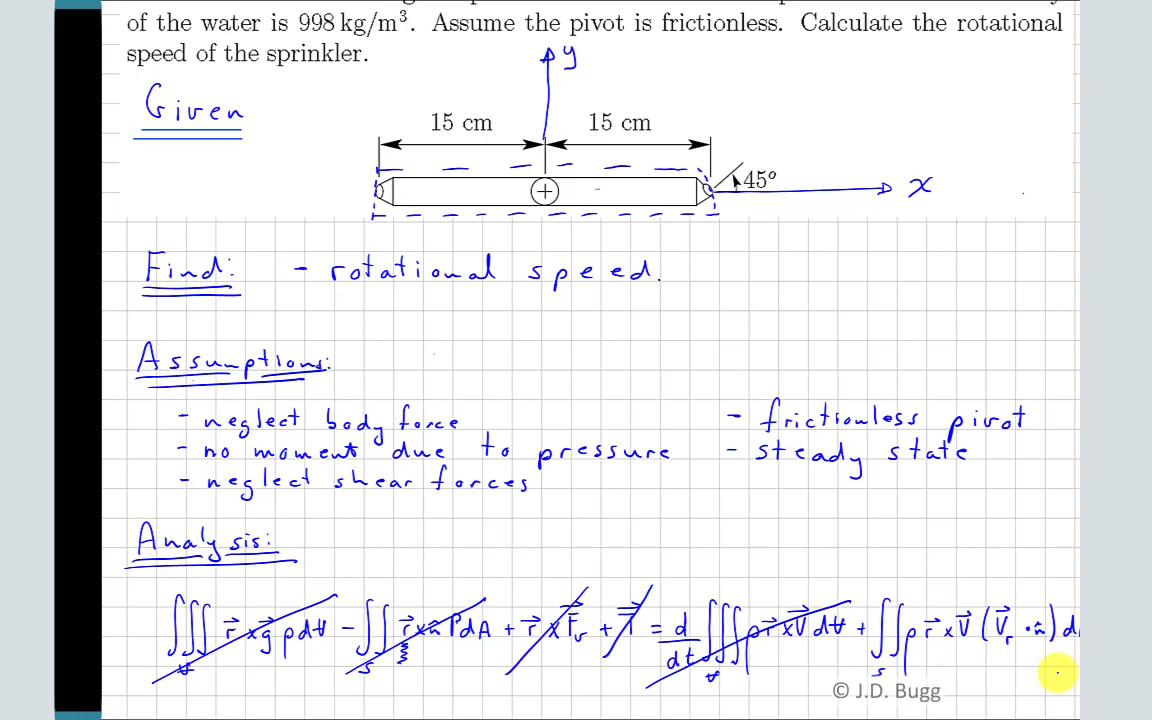 of the water is 998 kg/m³. Assume the pivot is frictionless. Calculate the rotational
speed of the sprinkler.
y
Given
15 cm 15 cm
45° x
Find: - rotational speed.
Assumptions:
- neglect body force - frictionless pivot
- no moment due to pressure - steady state
- neglect shear forces
Analysis:
∭ r⃗ × g⃗ ρ dV − ∬ r⃗ × n̂ P dA + r⃗ × F⃗ᵥ + T⃗ = d/dt ∭ ρ r⃗ × V⃗ dV + ∬ ρ r⃗ × V⃗ (V⃗ᵣ · n̂) d
© J.D. Bugg